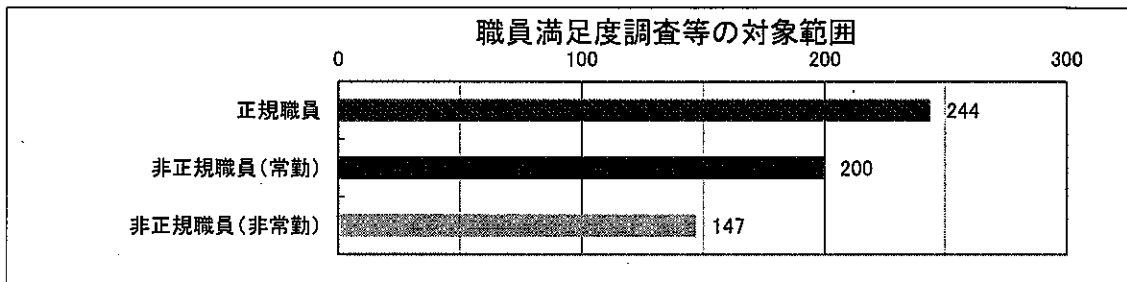 職員満足度調査等の対象範囲
0 100 200 300
正規職員 244
非正規職員(常勤) 200
非正規職員(非常勤) 147